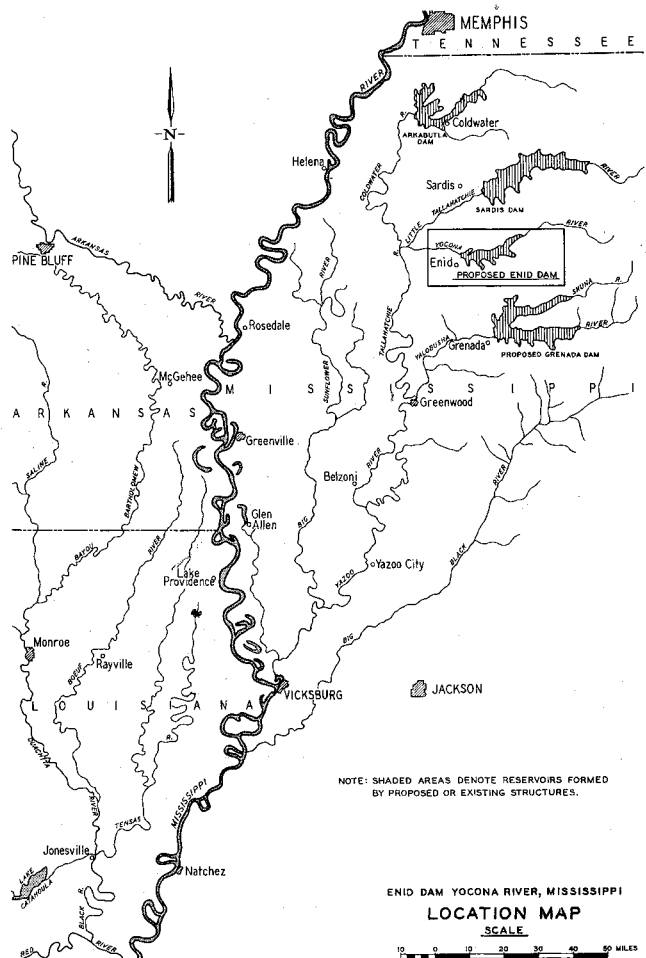 MEMPHIS
TENNESSEE
RIVER
-N-
Coldwater
ARKABUTLA
DAM
R.
COLDWATER
Helena
Sardis
RIVER
LITTLE TALLAHATCHIE
SARDIS DAM
R.
YOCONA
RIVER
Enid
PROPOSED ENID DAM
ARKANSAS
RIVER
PINE BLUFF
RIVER
SKUNA
R.
Rosedale
TALLAHATCHIE
YALOBUSHA
RIVER
Grenada
PROPOSED GRENADA DAM
McGehee
MISSISSIPPI
SUNFLOWER
Greenwood
R.
ARKANSAS
Greenville
SALINE
BARTHOLOMEW
RIVER
Belzoni
RIVER
Glen
Allen
BIG
BAYOU
RIVER
BLACK
Lake
Providence
YAZOO
Yazoo City
BIG
Monroe
Rayville
BOEUF
VICKSBURG
JACKSON
LOUISIANA
R.
OUACHITA
NOTE: SHADED AREAS DENOTE RESERVOIRS FORMED
BY PROPOSED OR EXISTING STRUCTURES.
MISSISSIPPI
RIVER
TENSAS
Jonesville
Natchez
LAKE
CATAHOULA
R.
BLACK
RED
RIVER
ENID DAM YOCONA RIVER, MISSISSIPPI
LOCATION MAP
SCALE
10 0 10 20 30 40 50 MILES